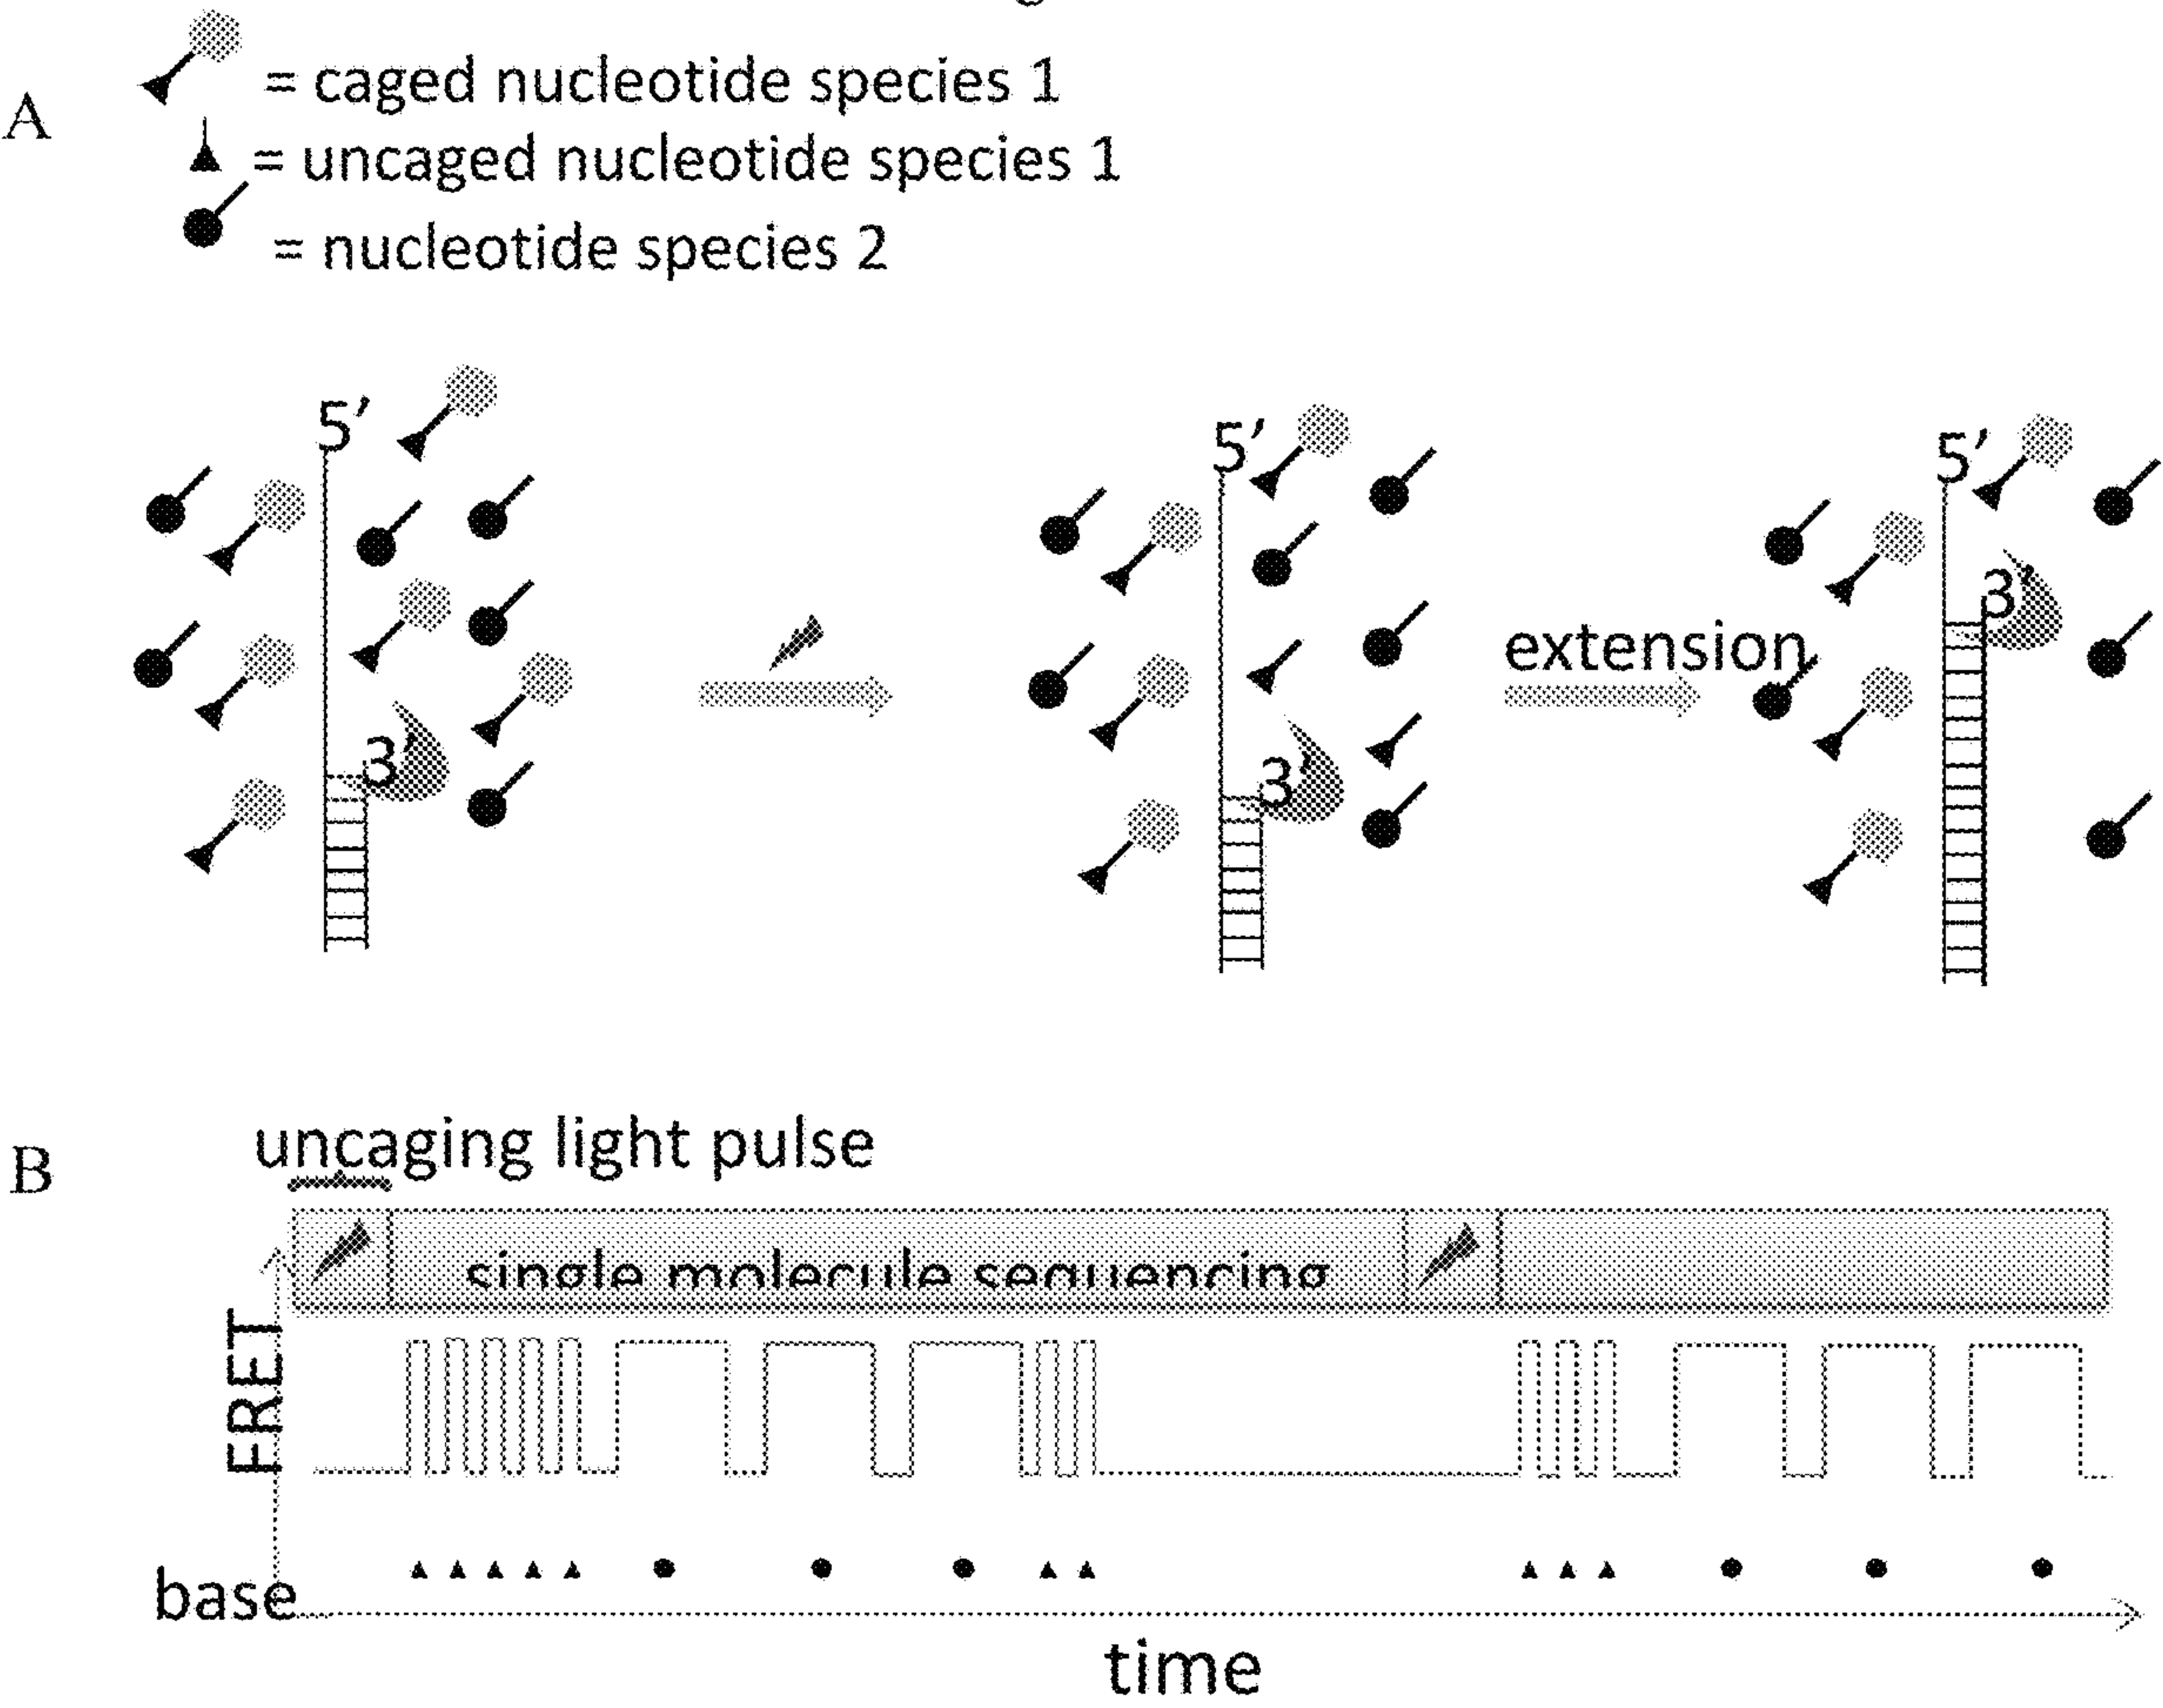 A
= caged nucleotide species 1
= uncaged nucleotide species 1
= nucleotide species 2
5’ 5’ 5’
3’ 3’ 3’
extension
B
uncaging light pulse
single molecule sequencing
FRET
base
time